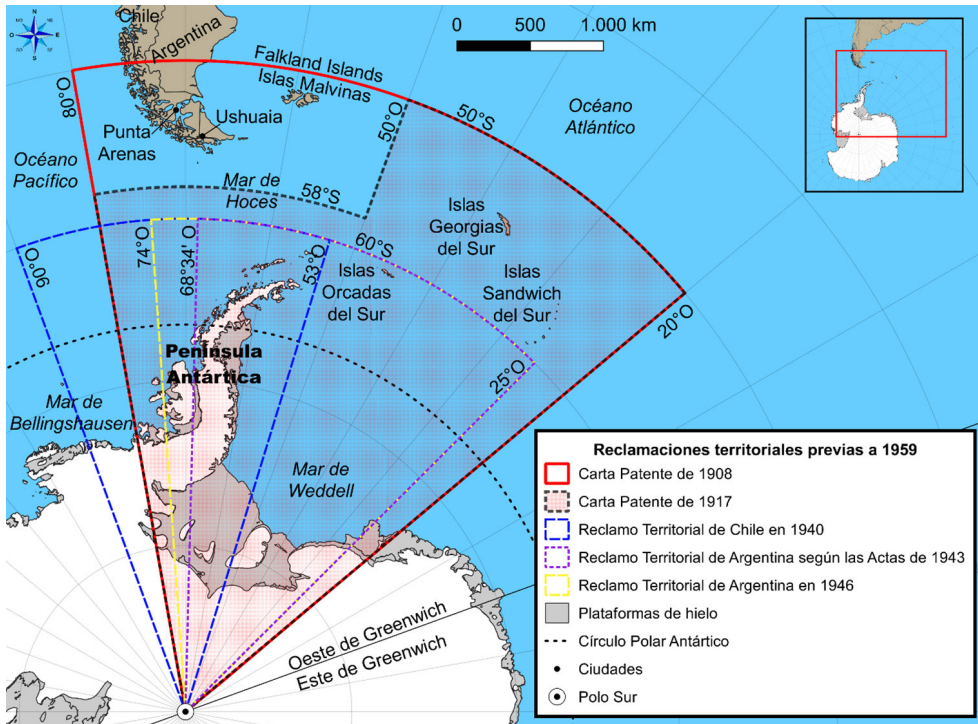 Chile
Argentina
N
O
E
S
0
500
1.000 km
80°O
Falkland Islands
Islas Malvinas
Punta
Arenas
Ushuaia
50°O
50°S
Océano
Atlántico
Océano
Pacífico
Mar de
Hoces
58°S
90°O
74°O
68°34' O
53°O
60°S
Islas
Georgias
del Sur
Islas
Orcadas
del Sur
Islas
Sandwich
del Sur
20°O
25°O
Península
Antártica
Mar de
Bellingshausen
Mar de
Weddell
Oeste de Greenwich
Este de Greenwich
Reclamaciones territoriales previas a 1959
Carta Patente de 1908
Carta Patente de 1917
Reclamo Territorial de Chile en 1940
Reclamo Territorial de Argentina según las Actas de 1943
Reclamo Territorial de Argentina en 1946
Plataformas de hielo
Círculo Polar Antártico
Ciudades
Polo Sur